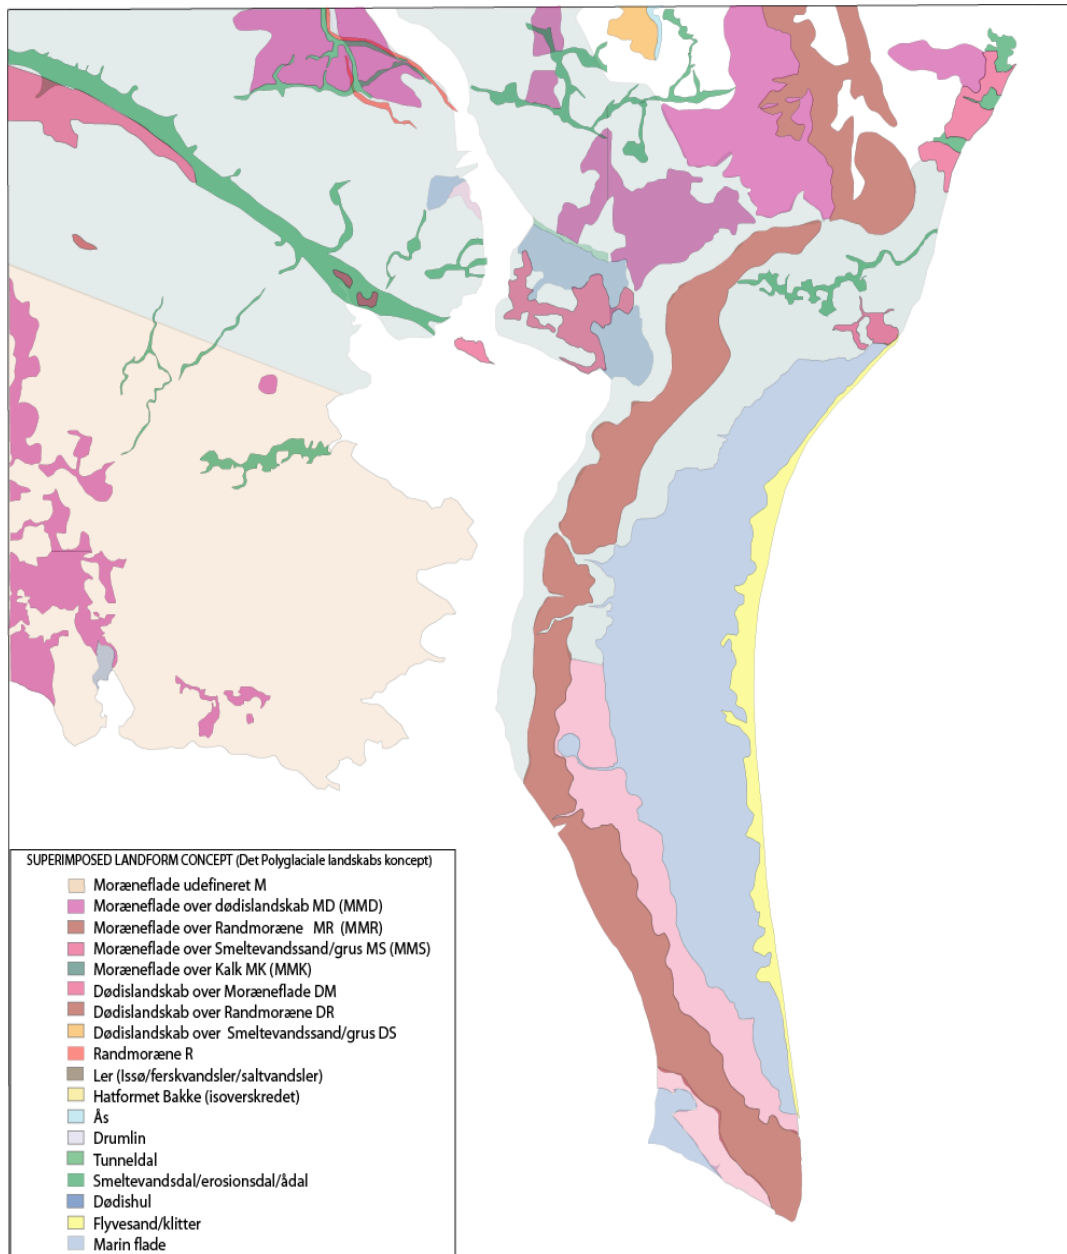 SUPERIMPOSED LANDFORM CONCEPT (Det Polyglaciale landskabs koncept)
Moræneflade udefineret M
Moræneflade over dødislandskab MD (MMD)
Moræneflade over Randmoræne MR (MMR)
Moræneflade over Smeltevandssand/grus MS (MMS)
Moræneflade over Kalk MK (MMK)
Dødislandskab over Moræneflade DM
Dødislandskab over Randmoræne DR
Dødislandskab over Smeltevandssand/grus DS
Randmoræne R
Ler (Issø/ferskvandsler/saltvandsler)
Hatformet Bakke (isoverskredet)
Ås
Drumlin
Tunneldal
Smeltevandsdal/erosionsdal/ådal
Dødishul
Flyvesand/klitter
Marin flade